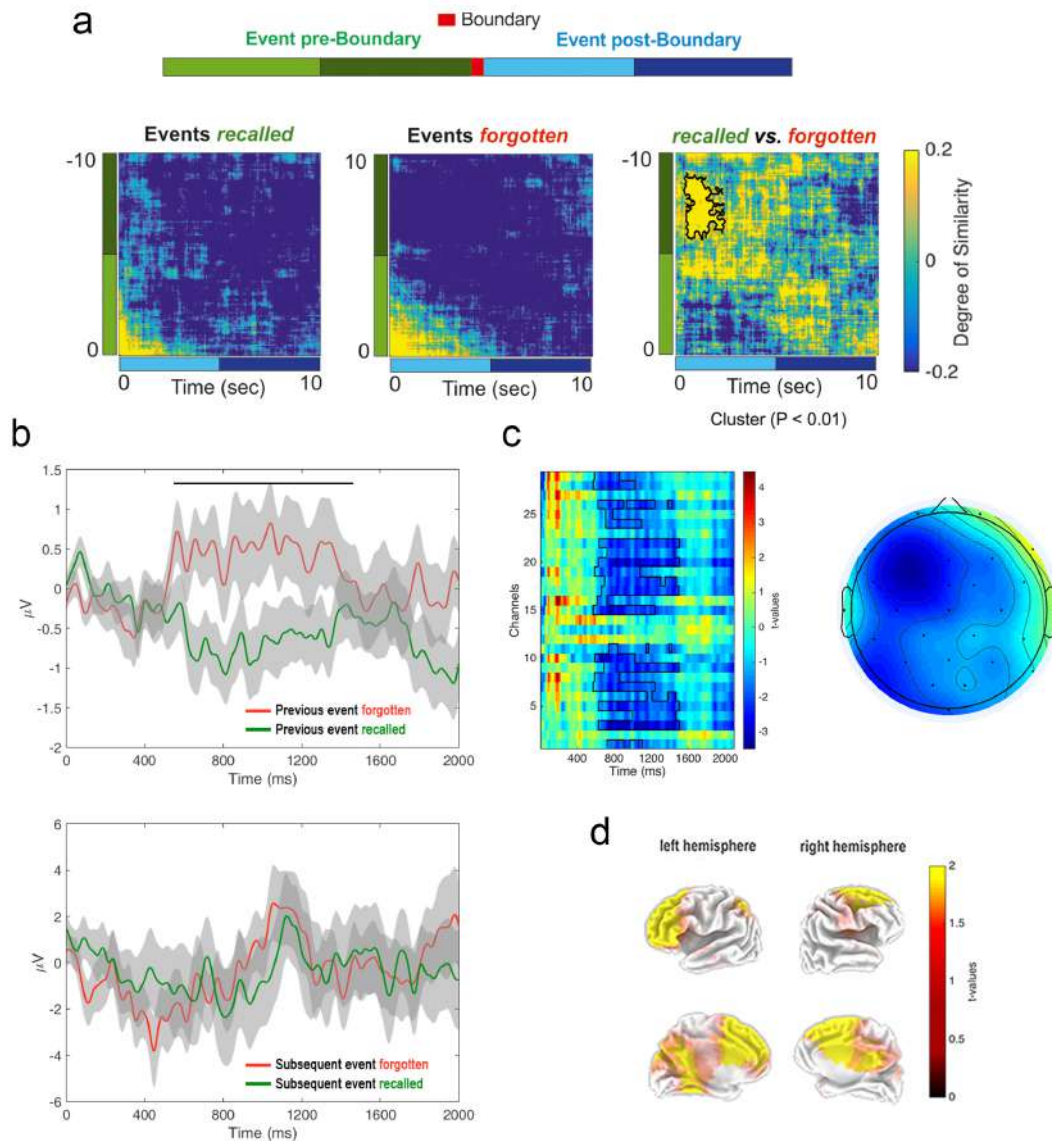 a
Boundary
Event pre-Boundary
Event post-Boundary
Events recalled
Events forgotten
recalled vs. forgotten
-10
0
0
10
Time (sec)
10
0
0
10
Time (sec)
-10
0
0
10
Time (sec)
Cluster (P < 0.01)
0.2
0
-0.2
Degree of Similarity
b
1.5
1
0.5
0
-0.5
-1
-1.5
-2
μV
Previous event forgotten
Previous event recalled
0
400
800
1200
1600
2000
Time (ms)
6
4
2
0
-2
-4
-6
μV
Subsequent event forgotten
Subsequent event recalled
0
400
800
1200
1600
2000
Time (ms)
c
25
20
15
10
5
Channels
400
800
1200
1600
2000
Time (ms)
4
3
2
1
0
-1
-2
-3
t-values
d
left hemisphere
right hemisphere
2
1.5
1
0.5
0
t-values